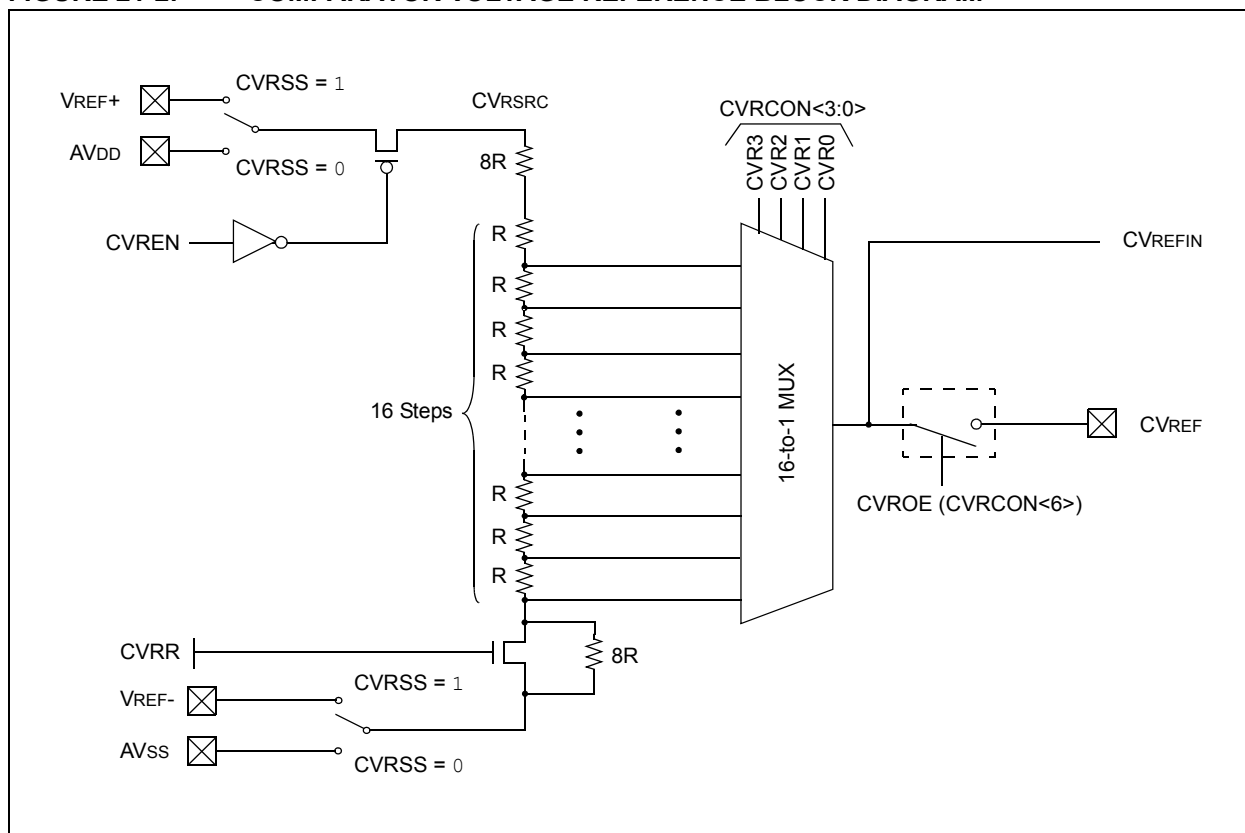 VREF+
CVRSS = 1
CVRSRC
CVRCON<3:0>
CVR3
CVR2
CVR1
CVR0
AVDD
CVRSS = 0
8R
CVREN
R
CVREFIN
R
R
R
16 Steps
16-to-1 MUX
CVREF
R
CVROE (CVRCON<6>)
R
R
CVRR
8R
CVRSS = 1
VREF-
AVSS
CVRSS = 0